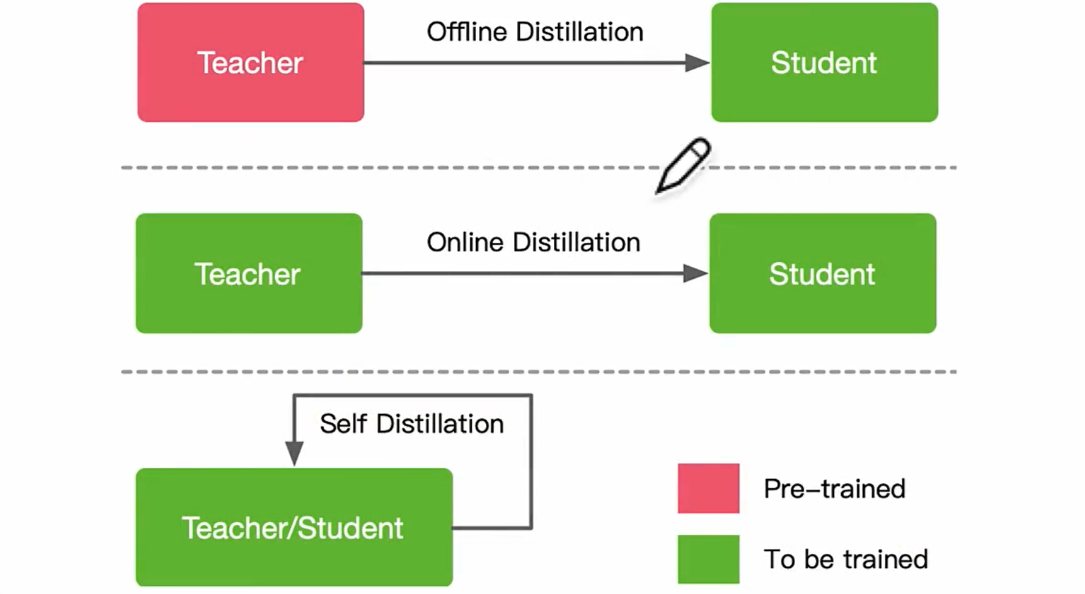 Offline Distillation
Teacher
Student
Online Distillation
Teacher
Student
Self Distillation
Teacher/Student
Pre-trained
To be trained